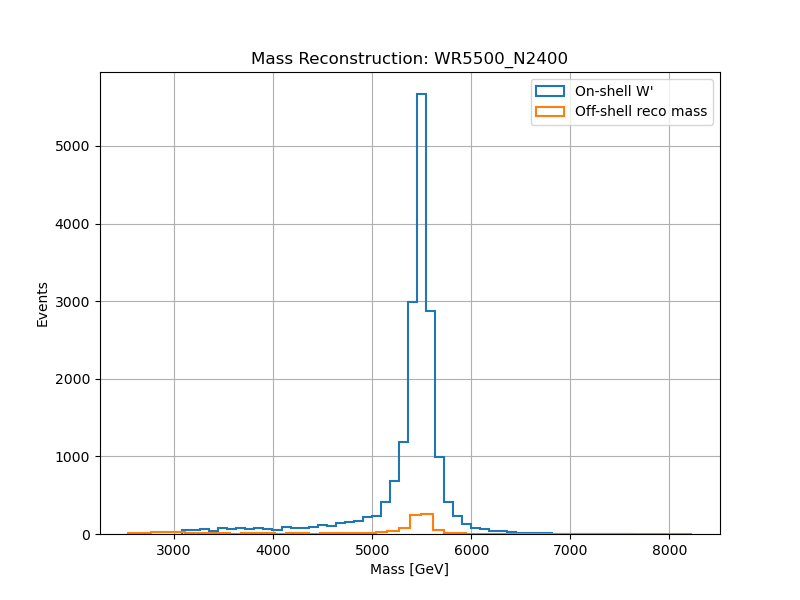 Mass Reconstruction: WR5500_N2400
On-shell W'
Off-shell reco mass
Events
5000
4000
3000
2000
1000
0
3000 4000 5000 6000 7000 8000
Mass [GeV]